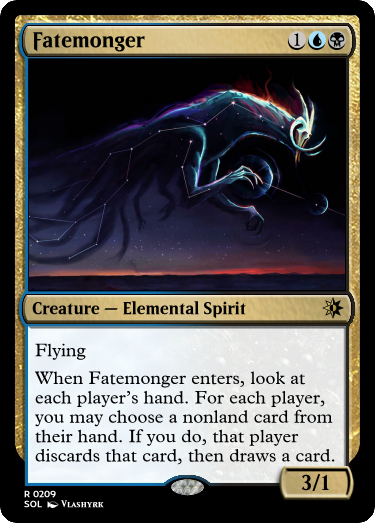 Fatemonger 1
Creature — Elemental Spirit
Flying
When Fatemonger enters, look at
each player's hand. For each player,
you may choose a nonland card from
their hand. If you do, that player
discards that card, then draws a card.
3/1
R 0209
SOL Vlashyrk